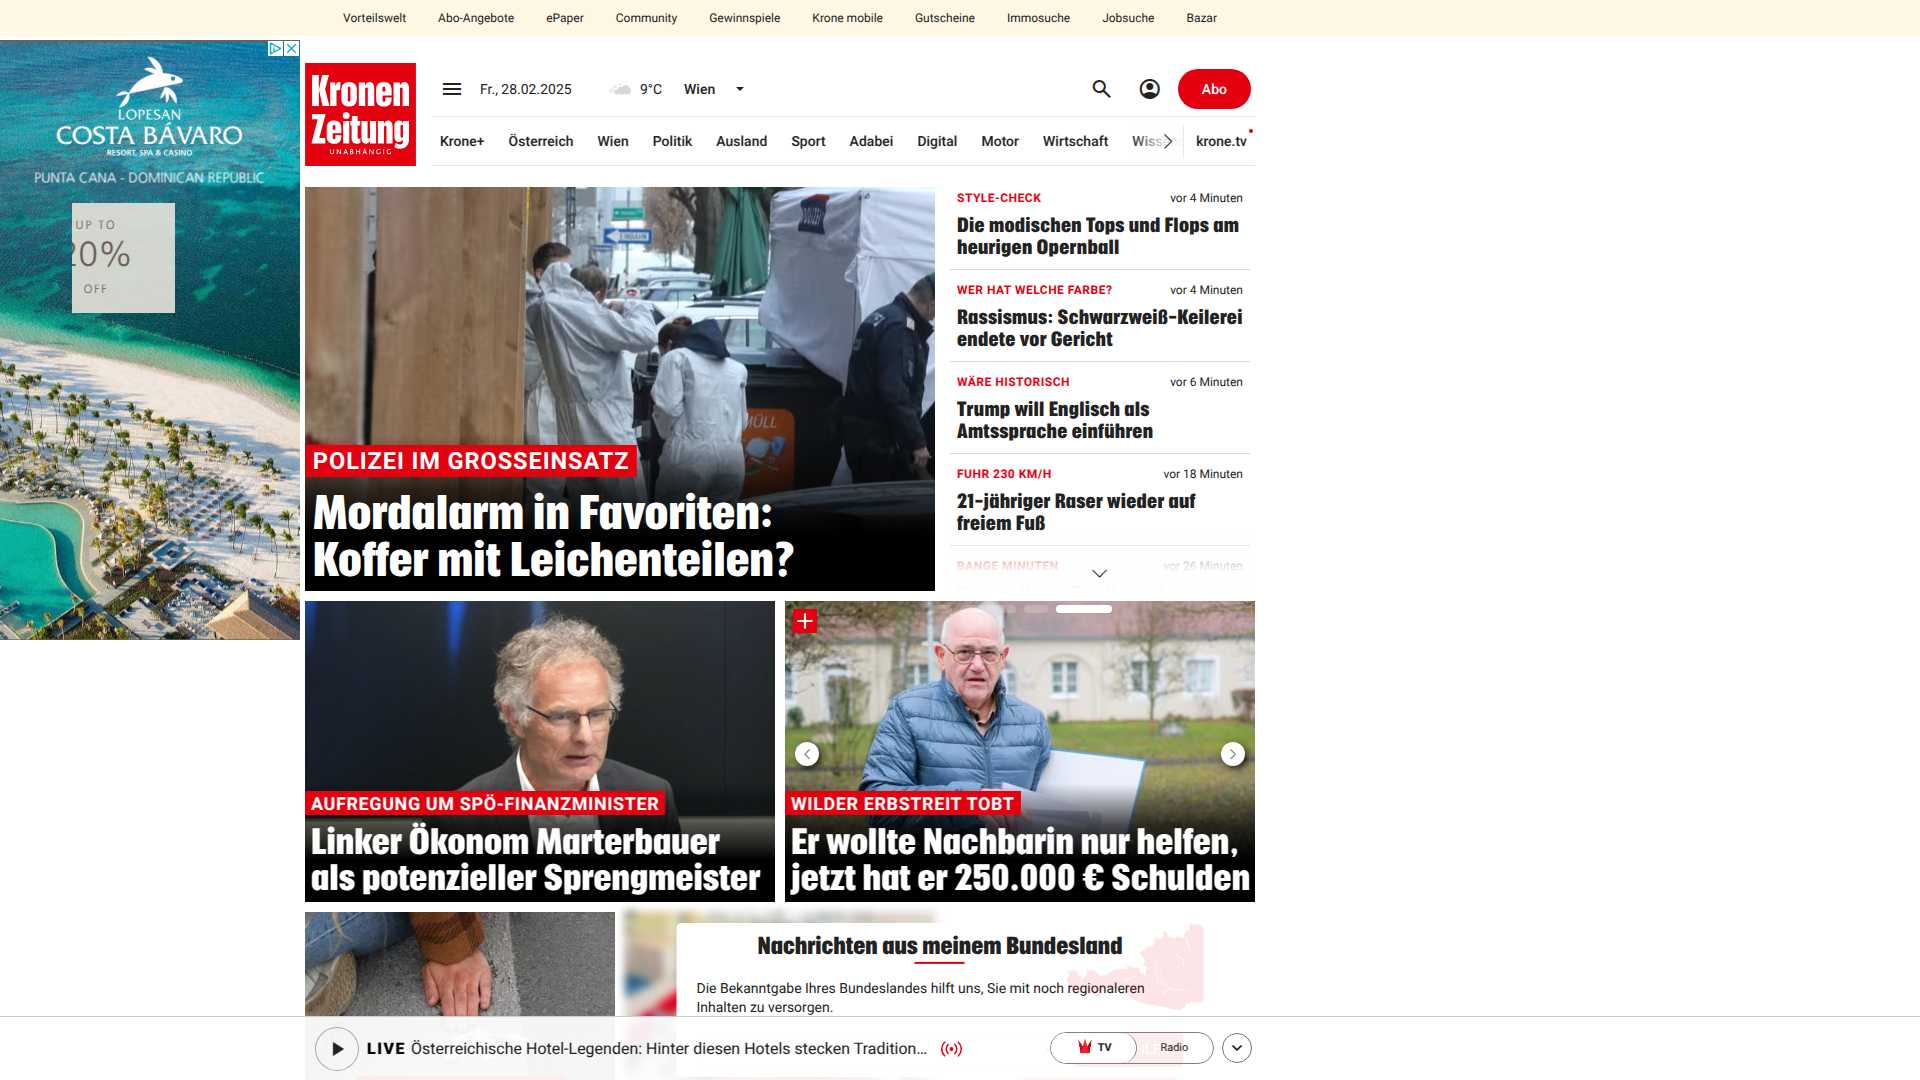 Vorteilswelt Abo-Angebote ePaper Community Gewinnspiele Krone mobile Gutscheine Immosuche Jobsuche Bazar
LOPESAN
COSTA BÁVARO
RESORT, SPA & CASINO
PUNTA CANA - DOMINICAN REPUBLIC
UP TO
20%
OFF
Kronen
Zeitung
UNABHÄNGIG
Fr., 28.02.2025 9°C Wien
Abo
Krone+ Österreich Wien Politik Ausland Sport Adabei Digital Motor Wirtschaft Wiss krone.tv
POLIZEI IM GROSSEINSATZ
Mordalarm in Favoriten:
Koffer mit Leichenteilen?
STYLE-CHECK vor 4 Minuten
Die modischen Tops und Flops am
heurigen Opernball
WER HAT WELCHE FARBE? vor 4 Minuten
Rassismus: Schwarzweiß-Keilerei
endete vor Gericht
WÄRE HISTORISCH vor 6 Minuten
Trump will Englisch als
Amtssprache einführen
FUHR 230 KM/H vor 18 Minuten
21-jähriger Raser wieder auf
freiem Fuß
BANGE MINUTEN vor 26 Minuten
AUFREGUNG UM SPÖ-FINANZMINISTER
Linker Ökonom Marterbauer
als potenzieller Sprengmeister
WILDER ERBSTREIT TOBT
Er wollte Nachbarin nur helfen,
jetzt hat er 250.000 € Schulden
Nachrichten aus meinem Bundesland
Die Bekanntgabe Ihres Bundeslandes hilft uns, Sie mit noch regionaleren
Inhalten zu versorgen.
LIVE Österreichische Hotel-Legenden: Hinter diesen Hotels stecken Tradition...
TV Radio